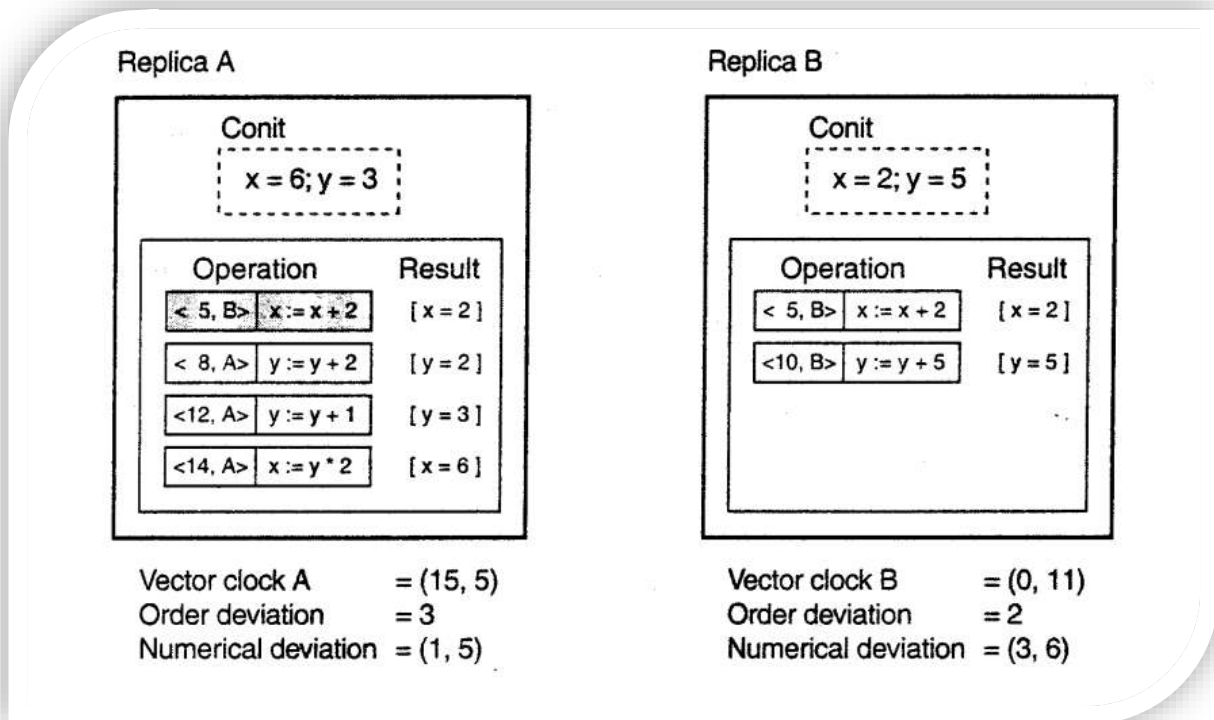 Replica A
Conit
x = 6; y = 3
Operation Result
< 5, B> x := x + 2 [ x = 2 ]
< 8, A> y := y + 2 [ y = 2 ]
<12, A> y := y + 1 [ y = 3 ]
<14, A> x := y * 2 [ x = 6 ]
Vector clock A = (15, 5)
Order deviation = 3
Numerical deviation = (1, 5)
Replica B
Conit
x = 2; y = 5
Operation Result
< 5, B> x := x + 2 [ x = 2 ]
<10, B> y := y + 5 [ y = 5 ]
Vector clock B = (0, 11)
Order deviation = 2
Numerical deviation = (3, 6)